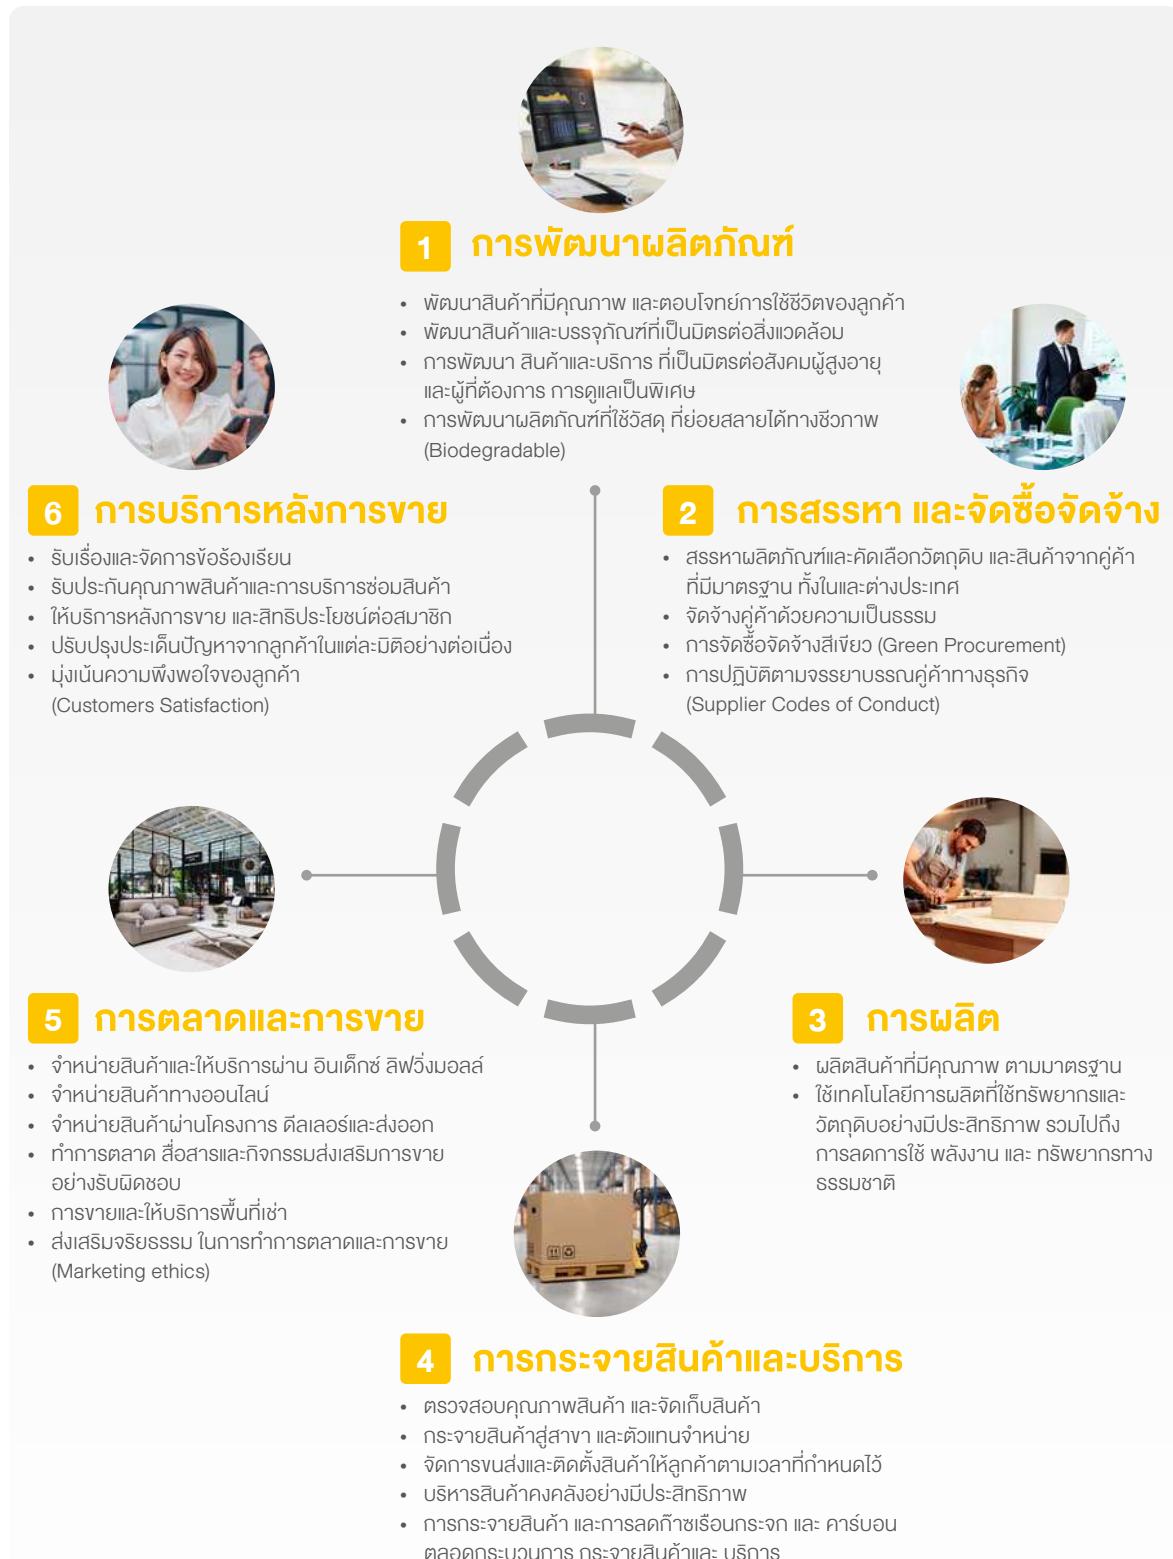 1 การพัฒนาผลิตภัณฑ์
• พัฒนาสินค้าที่มีคุณภาพ และตอบโจทย์การใช้ชีวิตของลูกค้า
• พัฒนาสินค้าและบรรจุภัณฑ์ที่เป็นมิตรต่อสิ่งแวดล้อม
• การพัฒนา สินค้าและบริการ ที่เป็นมิตรต่อสังคมผู้สูงอายุ
และผู้ที่ต้องการ การดูแลเป็นพิเศษ
• การพัฒนาผลิตภัณฑ์ที่ใช้วัสดุ ที่ย่อยสลายได้ทางชีวภาพ
(Biodegradable)
2 การสรรหา และจัดซื้อจัดจ้าง
• สรรหาผลิตภัณฑ์และคัดเลือกวัตถุดิบ และสินค้าจากคู่ค้า
ที่มีมาตรฐาน ทั้งในและต่างประเทศ
• จัดจ้างคู่ค้าด้วยความเป็นธรรม
• การจัดซื้อจัดจ้างสีเขียว (Green Procurement)
• การปฏิบัติตามจรรยาบรรณคู่ค้าทางธุรกิจ
(Supplier Codes of Conduct)
3 การผลิต
• ผลิตสินค้าที่มีคุณภาพ ตามมาตรฐาน
• ใช้เทคโนโลยีการผลิตที่ใช้ทรัพยากรและ
วัตถุดิบอย่างมีประสิทธิภาพ รวมไปถึง
การลดการใช้ พลังงาน และ ทรัพยากรทาง
ธรรมชาติ
4 การกระจายสินค้าและบริการ
• ตรวจสอบคุณภาพสินค้า และจัดเก็บสินค้า
• กระจายสินค้าสู่สาขา และตัวแทนจำหน่าย
• จัดการขนส่งและติดตั้งสินค้าให้ลูกค้าตามเวลาที่กำหนดไว้
• บริหารสินค้าคงคลังอย่างมีประสิทธิภาพ
• การกระจายสินค้า และการลดก๊าซเรือนกระจก และ คาร์บอน
ตลอดกระบวนการ กระจายสินค้าและ บริการ
5 การตลาดและการขาย
• จำหน่ายสินค้าและให้บริการผ่าน อินเด็กซ์ ลิฟวิ่งมอลล์
• จำหน่ายสินค้าทางออนไลน์
• จำหน่ายสินค้าผ่านโครงการ ดีลเลอร์และส่งออก
• ทำการตลาด สื่อสารและกิจกรรมส่งเสริมการขาย
อย่างรับผิดชอบ
• การขายและให้บริการพื้นที่เช่า
• ส่งเสริมจริยธรรม ในการทำการตลาดและการขาย
(Marketing ethics)
6 การบริการหลังการขาย
• รับเรื่องและจัดการข้อร้องเรียน
• รับประกันคุณภาพสินค้าและการบริการซ่อมสินค้า
• ให้บริการหลังการขาย และสิทธิประโยชน์ต่อสมาชิก
• ปรับปรุงประเด็นปัญหาจากลูกค้าในแต่ละมิติอย่างต่อเนื่อง
• มุ่งเน้นความพึงพอใจของลูกค้า
(Customers Satisfaction)